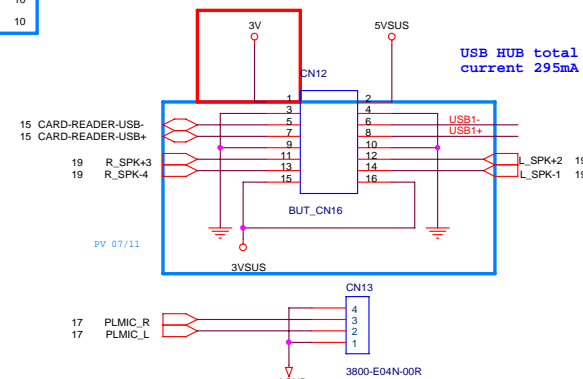 10
3V 5VSUS
USB HUB total
current 295mA
CN12
1 2
3 4
15 CARD-READER-USB- 5 6 USB1-
15 CARD-READER-USB+ 7 8 USB1+
9 10
19 R_SPK+3 11 12 L_SPK+2
19 R_SPK-4 13 14 L_SPK-1
15 16
BUT_CN16
PV 07/11
3VSUS
CN13
4
17 PLMIC_R 3
17 PLMIC_L 2
1
3800-E04N-00R